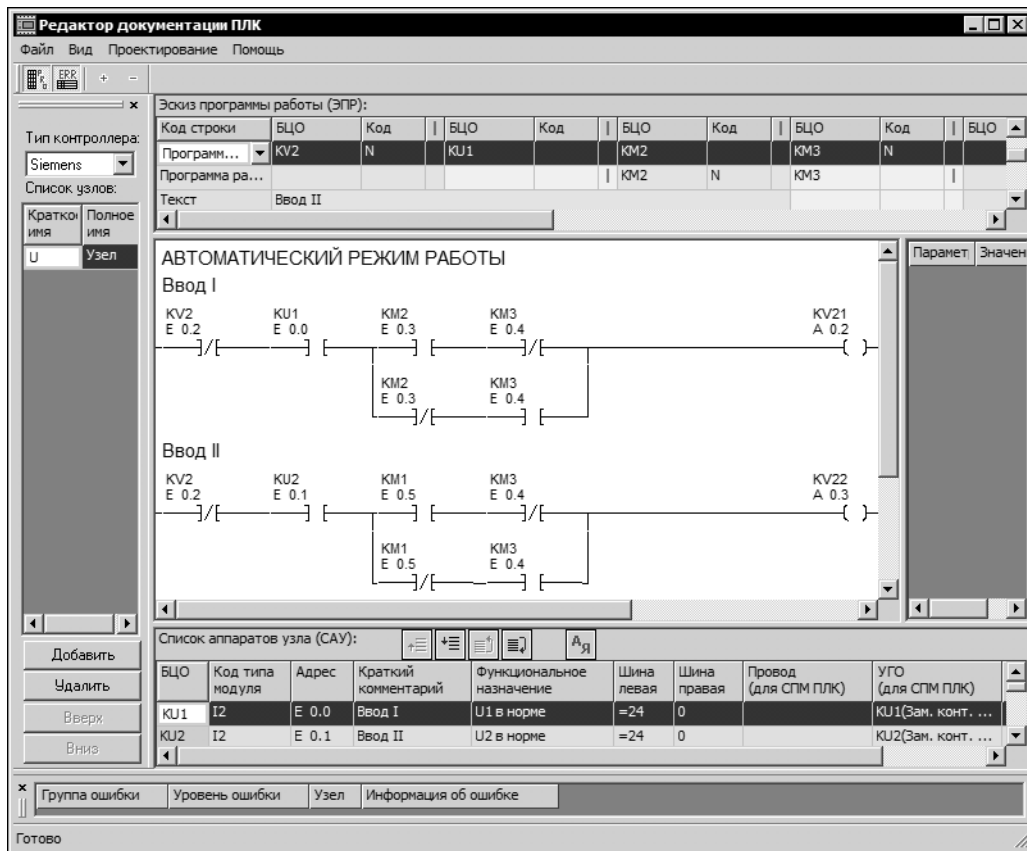 Редактор документации ПЛК
Файл Вид Проектирование Помощь
ERR + -
Эскиз программы работы (ЭПР):
Тип контроллера:
Siemens
Список узлов:
Кратко имя Полное имя
U Узел
Код строки БЦО Код | БЦО Код | БЦО Код | БЦО Код | БЦО
Программ... KV2 N KU1 KM2 KM3 N
Программа ра... | KM2 N KM3 |
Текст Ввод II
АВТОМАТИЧЕСКИЙ РЕЖИМ РАБОТЫ
Ввод I
KV2 KU1 KM2 KM3 KV21
E 0.2 E 0.0 E 0.3 E 0.4 A 0.2
KM2 KM3
E 0.3 E 0.4
Ввод II
KV2 KU2 KM1 KM3 KV22
E 0.2 E 0.1 E 0.5 E 0.4 A 0.3
KM1 KM3
E 0.5 E 0.4
Параметр Значен
Добавить
Удалить
Вверх
Вниз
Список аппаратов узла (САУ): АЯ
БЦО Код типа модуля Адрес Краткий комментарий Функциональное назначение Шина левая Шина правая Провод (для СПМ ПЛК) УГО (для СПМ ПЛК)
KU1 I2 E 0.0 Ввод I U1 в норме =24 0 KU1(Зам. конт. ...
KU2 I2 E 0.1 Ввод II U2 в норме =24 0 KU2(Зам. конт. ...
Группа ошибки Уровень ошибки Узел Информация об ошибке
Готово